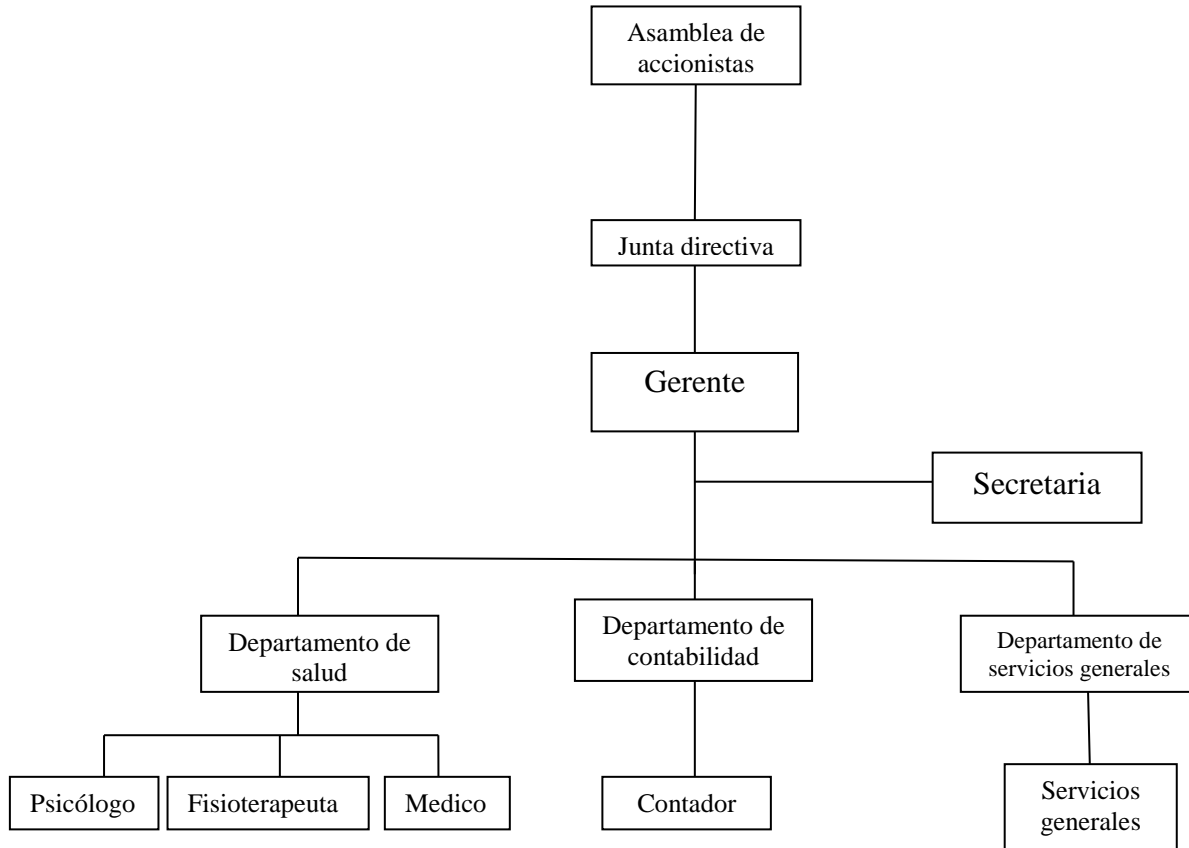 Asamblea de
accionistas
Junta directiva
Gerente
Secretaria
Departamento de
salud
Departamento de
contabilidad
Departamento de
servicios generales
Psicólogo
Fisioterapeuta
Medico
Contador
Servicios
generales